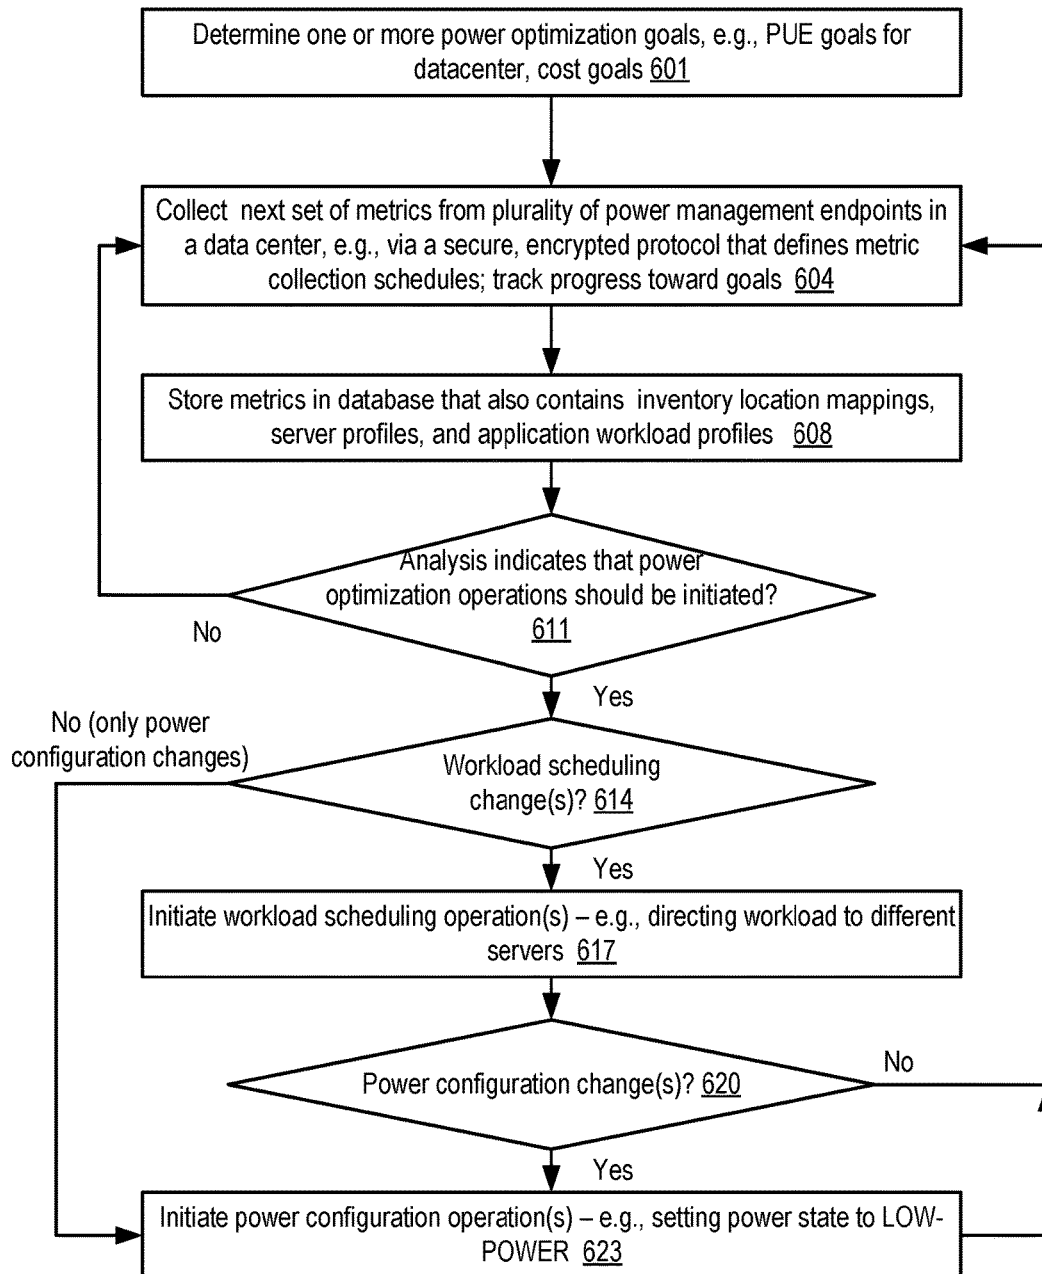 Determine one or more power optimization goals, e.g., PUE goals for
datacenter, cost goals 601
Collect next set of metrics from plurality of power management endpoints in
a data center, e.g., via a secure, encrypted protocol that defines metric
collection schedules; track progress toward goals 604
Store metrics in database that also contains inventory location mappings,
server profiles, and application workload profiles 608
Analysis indicates that power
optimization operations should be initiated?
611
No
Yes
No (only power
configuration changes)
Workload scheduling
change(s)? 614
Yes
Initiate workload scheduling operation(s) – e.g., directing workload to different
servers 617
Power configuration change(s)? 620
No
Yes
Initiate power configuration operation(s) – e.g., setting power state to LOW-
POWER 623